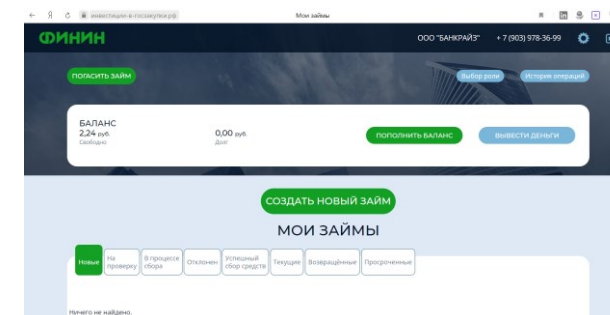 инвестиции-в-госзакупки.рф
Мои займы
ФИНИН
ООО "БАНКРАЙЗ"
+ 7 (903) 978-36-99
ПОГАСИТЬ ЗАЙМ
Выбор роли
История операций
БАЛАНС
2,24 руб.
Свободно
0,00 руб.
Долг
ПОПОЛНИТЬ БАЛАНС
ВЫВЕСТИ ДЕНЬГИ
СОЗДАТЬ НОВЫЙ ЗАЙМ
МОИ ЗАЙМЫ
Новые
На
проверку
В процессе
сбора
Отклонен
Успешный
сбор средств
Текущие
Возвращённые
Просроченные
Ничего не найдено.